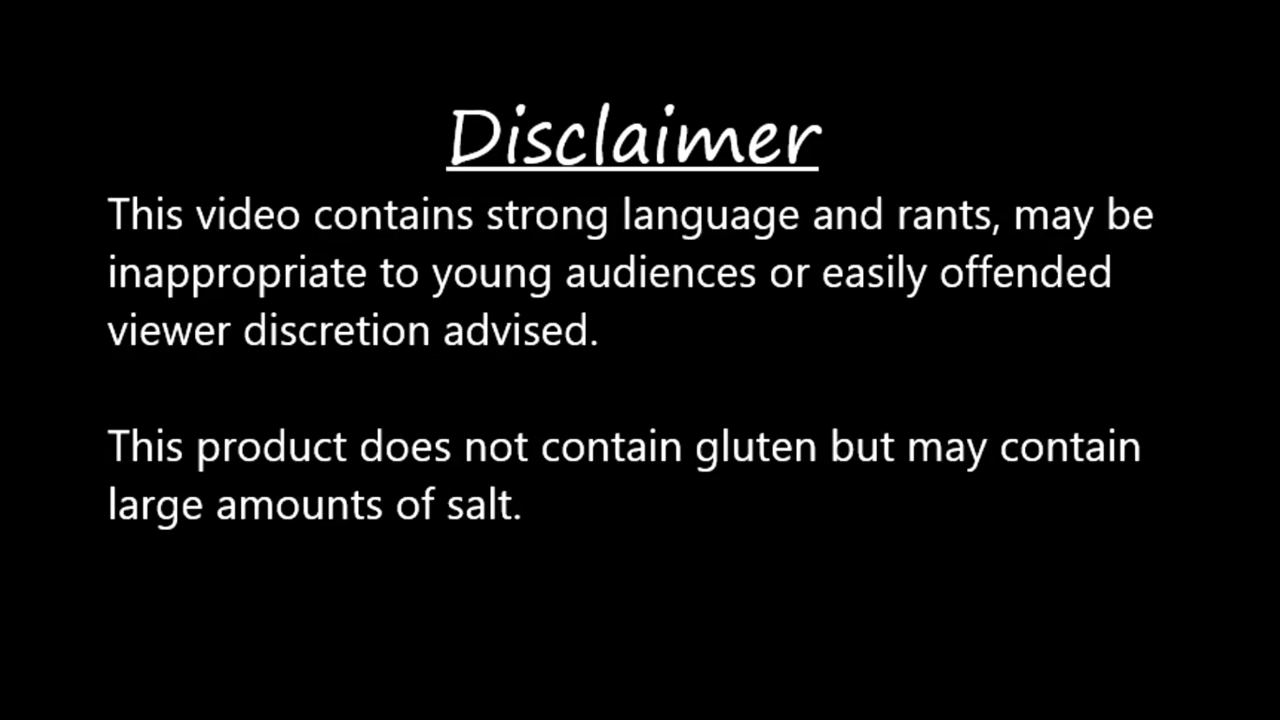 Disclaimer
This video contains strong language and rants, may be
inappropriate to young audiences or easily offended
viewer discretion advised.
This product does not contain gluten but may contain
large amounts of salt.